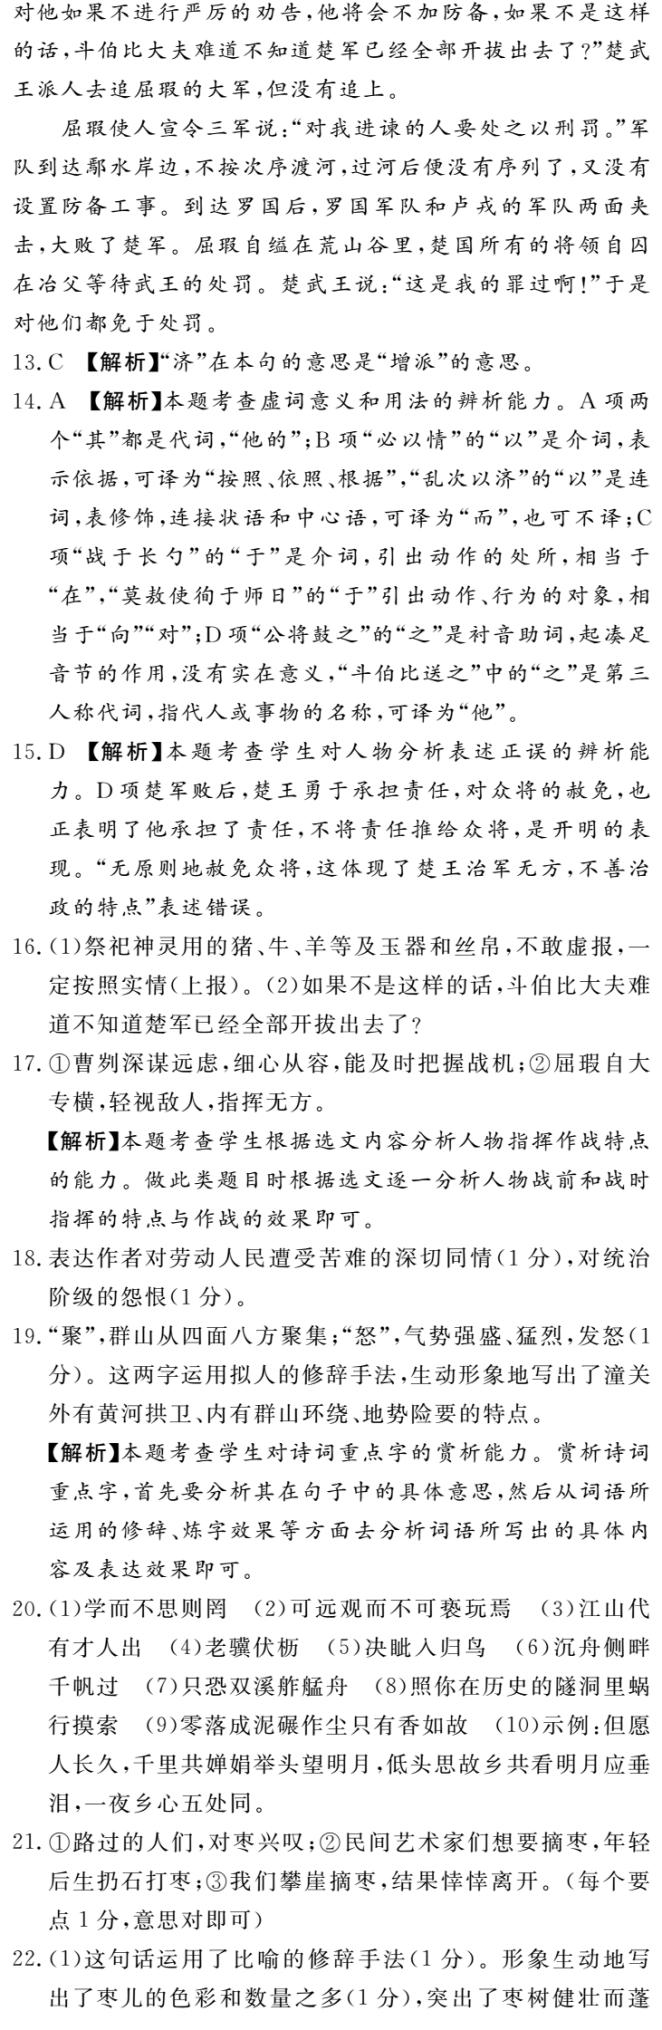 对他如果不进行严厉的劝告,他将会不加防备,如果不是这样
的话,斗伯比大夫难道不知道楚军已经全部开拔出去了?”楚武
王派人去追屈瑕的大军,但没有追上。
屈瑕使人宣令三军说:“对我进谏的人要处之以刑罚。”军
队到达鄢水岸边,不按次序渡河,过河后便没有序列了,又没有
设置防备工事。到达罗国后,罗国军队和卢戎的军队两面夹
击,大败了楚军。屈瑕自缢在荒山谷里,楚国所有的将领自囚
在冶父等待武王的处罚。楚武王说:“这是我的罪过啊!”于是
对他们都免于处罚。
13. C 【解析】“济”在本句的意思是“增派”的意思。
14. A 【解析】本题考查虚词意义和用法的辨析能力。A 项两
个“其”都是代词,“他的”;B 项“必以情”的“以”是介词,表
示依据,可译为“按照、依照、根据”,“乱次以济”的“以”是连
词,表修饰,连接状语和中心语,可译为“而”,也可不译;C
项“战于长勺”的“于”是介词,引出动作的处所,相当于
“在”,“莫敖使徇于师日”的“于”引出动作、行为的对象,相
当于“向”“对”;D 项“公将鼓之”的“之”是衬音助词,起凑足
音节的作用,没有实在意义,“斗伯比送之”中的“之”是第三
人称代词,指代人或事物的名称,可译为“他”。
15. D 【解析】本题考查学生对人物分析表述正误的辨析能
力。D 项楚军败后,楚王勇于承担责任,对众将的赦免,也
正表明了他承担了责任,不将责任推给众将,是开明的表
现。“无原则地赦免众将,这体现了楚王治军无方,不善治
政的特点”表述错误。
16. (1)祭祀神灵用的猪、牛、羊等及玉器和丝帛,不敢虚报,一
定按照实情(上报)。(2)如果不是这样的话,斗伯比大夫难
道不知道楚军已经全部开拔出去了?
17. ①曹刿深谋远虑,细心从容,能及时把握战机;②屈瑕自大
专横,轻视敌人,指挥无方。
【解析】本题考查学生根据选文内容分析人物指挥作战特点
的能力。做此类题目时根据选文逐一分析人物战前和战时
指挥的特点与作战的效果即可。
18. 表达作者对劳动人民遭受苦难的深切同情(1 分),对统治
阶级的怨恨(1 分)。
19. “聚”,群山从四面八方聚集;“怒”,气势强盛、猛烈,发怒(1
分)。这两字运用拟人的修辞手法,生动形象地写出了潼关
外有黄河拱卫、内有群山环绕、地势险要的特点。
【解析】本题考查学生对诗词重点字的赏析能力。赏析诗词
重点字,首先要分析其在句子中的具体意思,然后从词语所
运用的修辞、炼字效果等方面去分析词语所写出的具体内
容及表达效果即可。
20. (1)学而不思则罔 (2)可远观而不可亵玩焉 (3)江山代
有才人出 (4)老骥伏枥 (5)决眦入归鸟 (6)沉舟侧畔
千帆过 (7)只恐双溪舴艋舟 (8)照你在历史的隧洞里蜗
行摸索 (9)零落成泥碾作尘只有香如故 (10)示例:但愿
人长久,千里共婵娟举头望明月,低头思故乡共看明月应垂
泪,一夜乡心五处同。
21. ①路过的人们,对枣兴叹;②民间艺术家们想要摘枣,年轻
后生扔石打枣;③我们攀崖摘枣,结果悻悻离开。(每个要
点 1 分,意思对即可)
22. (1)这句话运用了比喻的修辞手法(1 分)。形象生动地写
出了枣儿的色彩和数量之多(1 分),突出了枣树健壮而蓬